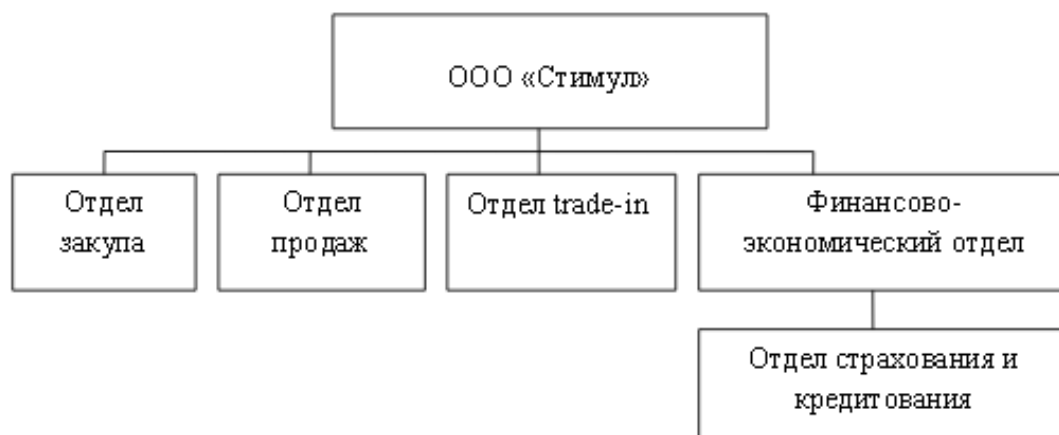 ООО «Стимул»
Отдел
закупа
Отдел
продаж
Отдел trade-in
Финансово-
экономический отдел
Отдел страхования и
кредитования